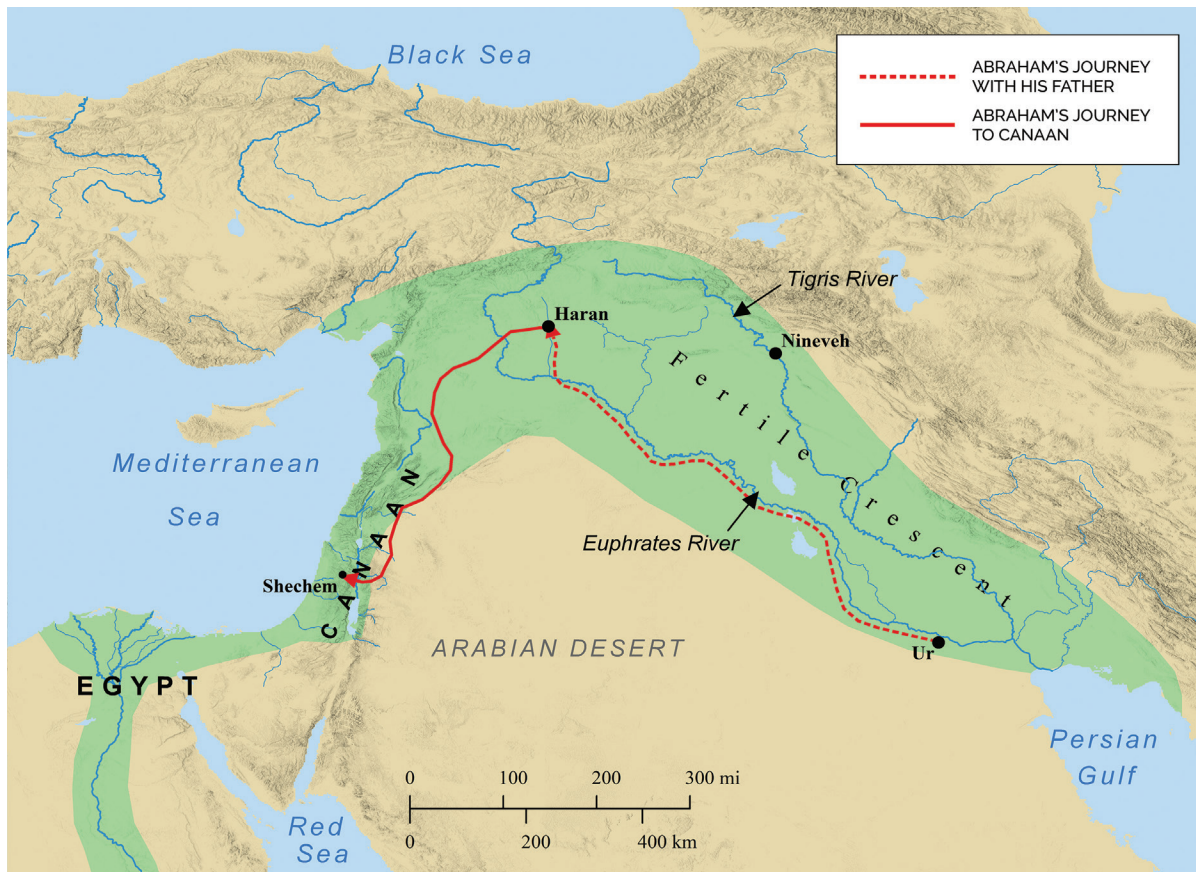 Black Sea
ABRAHAM'S JOURNEY
WITH HIS FATHER
ABRAHAM'S JOURNEY
TO CANAAN
Tigris River
Haran
Nineveh
Fertile Crescent
Mediterranean
Sea
CANAAN
Euphrates River
Shechem
ARABIAN DESERT
Ur
EGYPT
Persian
Gulf
0 100 200 300 mi
0 200 400 km
Red
Sea